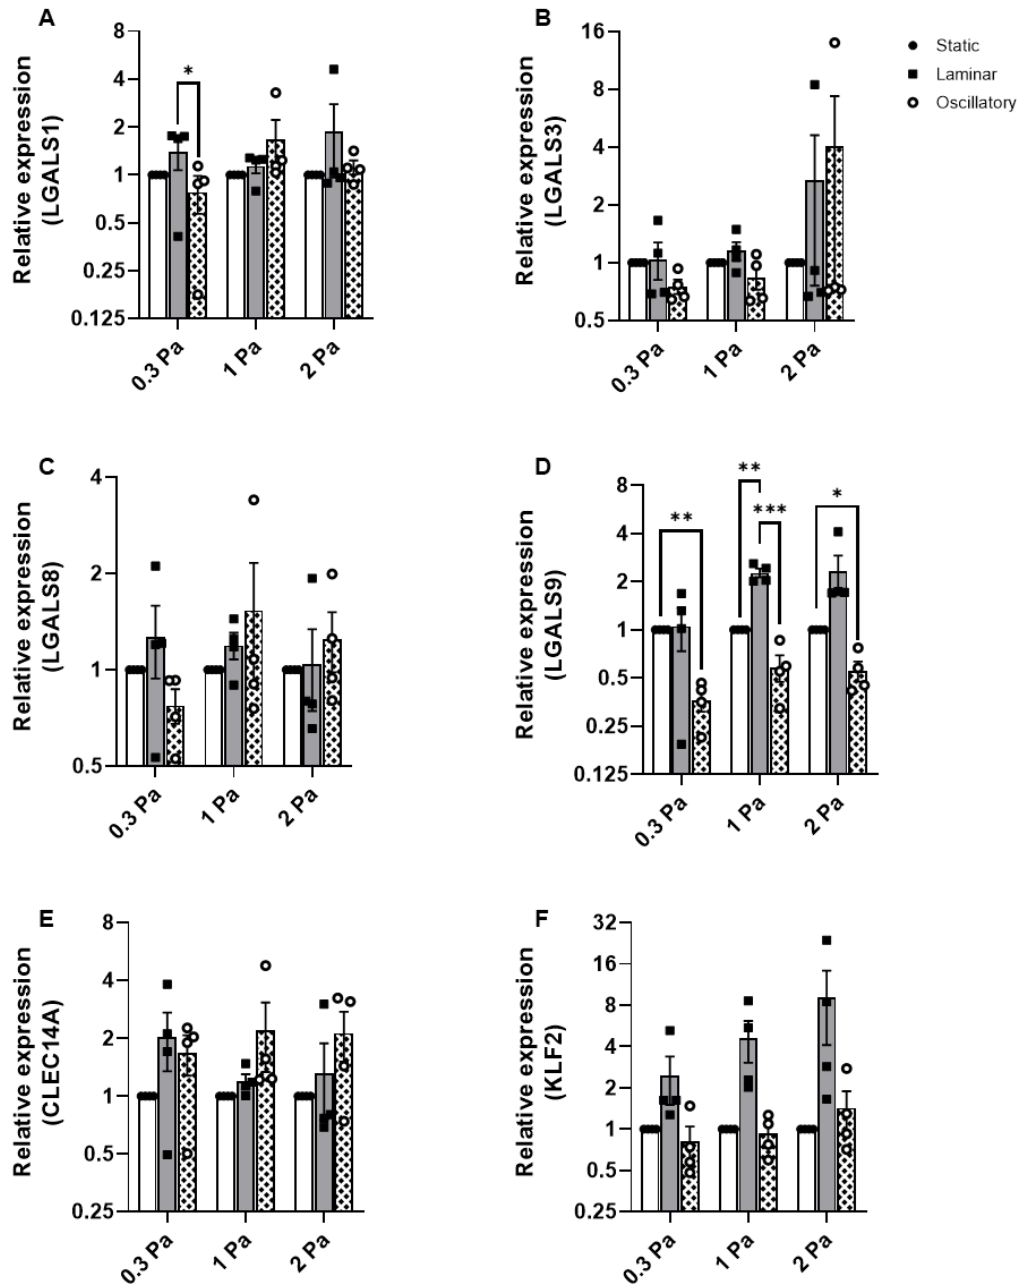 A
Relative expression
(LGALS1)
8
4
2
1
0.5
0.25
0.125
*
0.3 Pa
1 Pa
2 Pa
B
Relative expression
(LGALS3)
16
8
4
2
1
0.5
0.3 Pa
1 Pa
2 Pa
Static
Laminar
Oscillatory
C
Relative expression
(LGALS8)
4
2
1
0.5
0.3 Pa
1 Pa
2 Pa
D
Relative expression
(LGALS9)
8
4
2
1
0.5
0.25
0.125
**
**
***
*
0.3 Pa
1 Pa
2 Pa
E
Relative expression
(CLEC14A)
8
4
2
1
0.5
0.25
0.3 Pa
1 Pa
2 Pa
F
Relative expression
(KLF2)
32
16
8
4
2
1
0.5
0.25
0.3 Pa
1 Pa
2 Pa